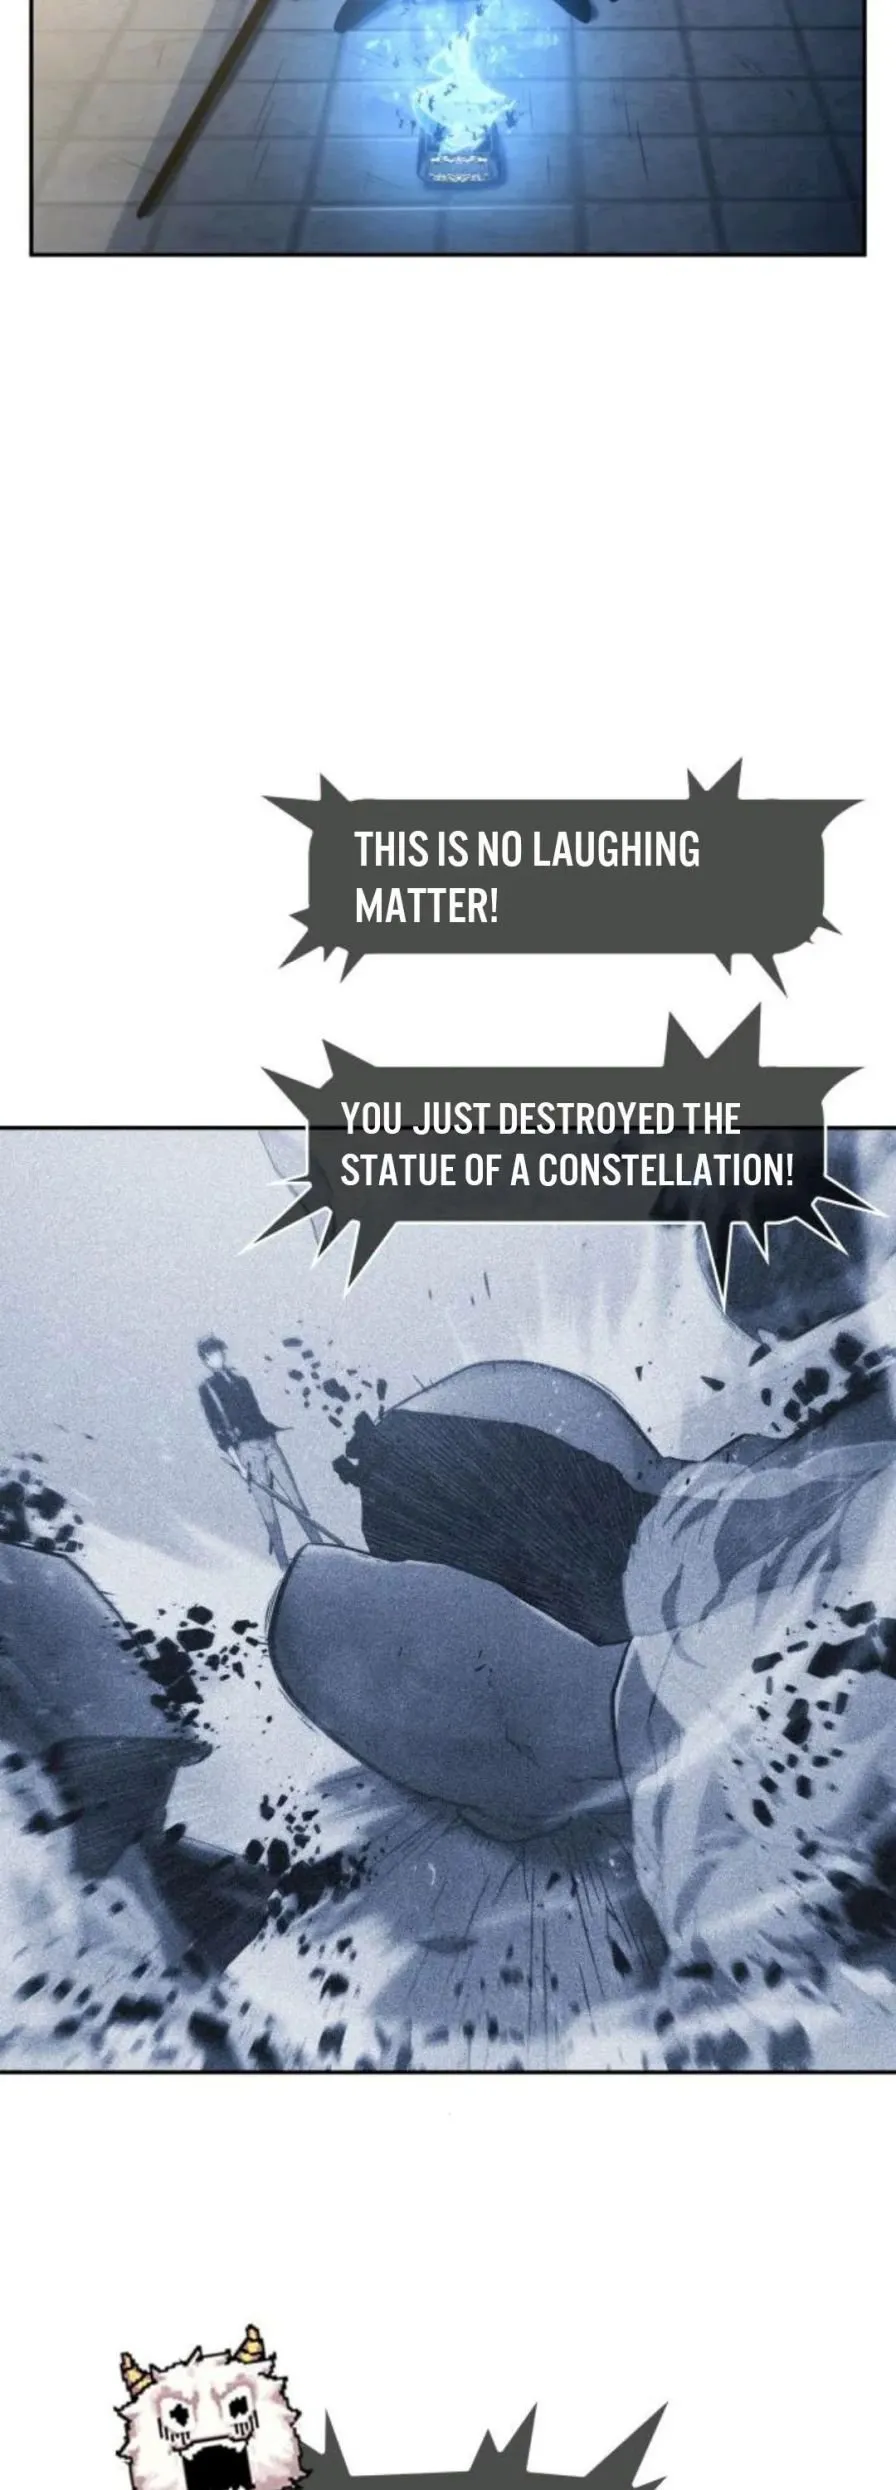 THIS IS NO LAUGHING
MATTER!
YOU JUST DESTROYED THE
STATUE OF A CONSTELLATION!